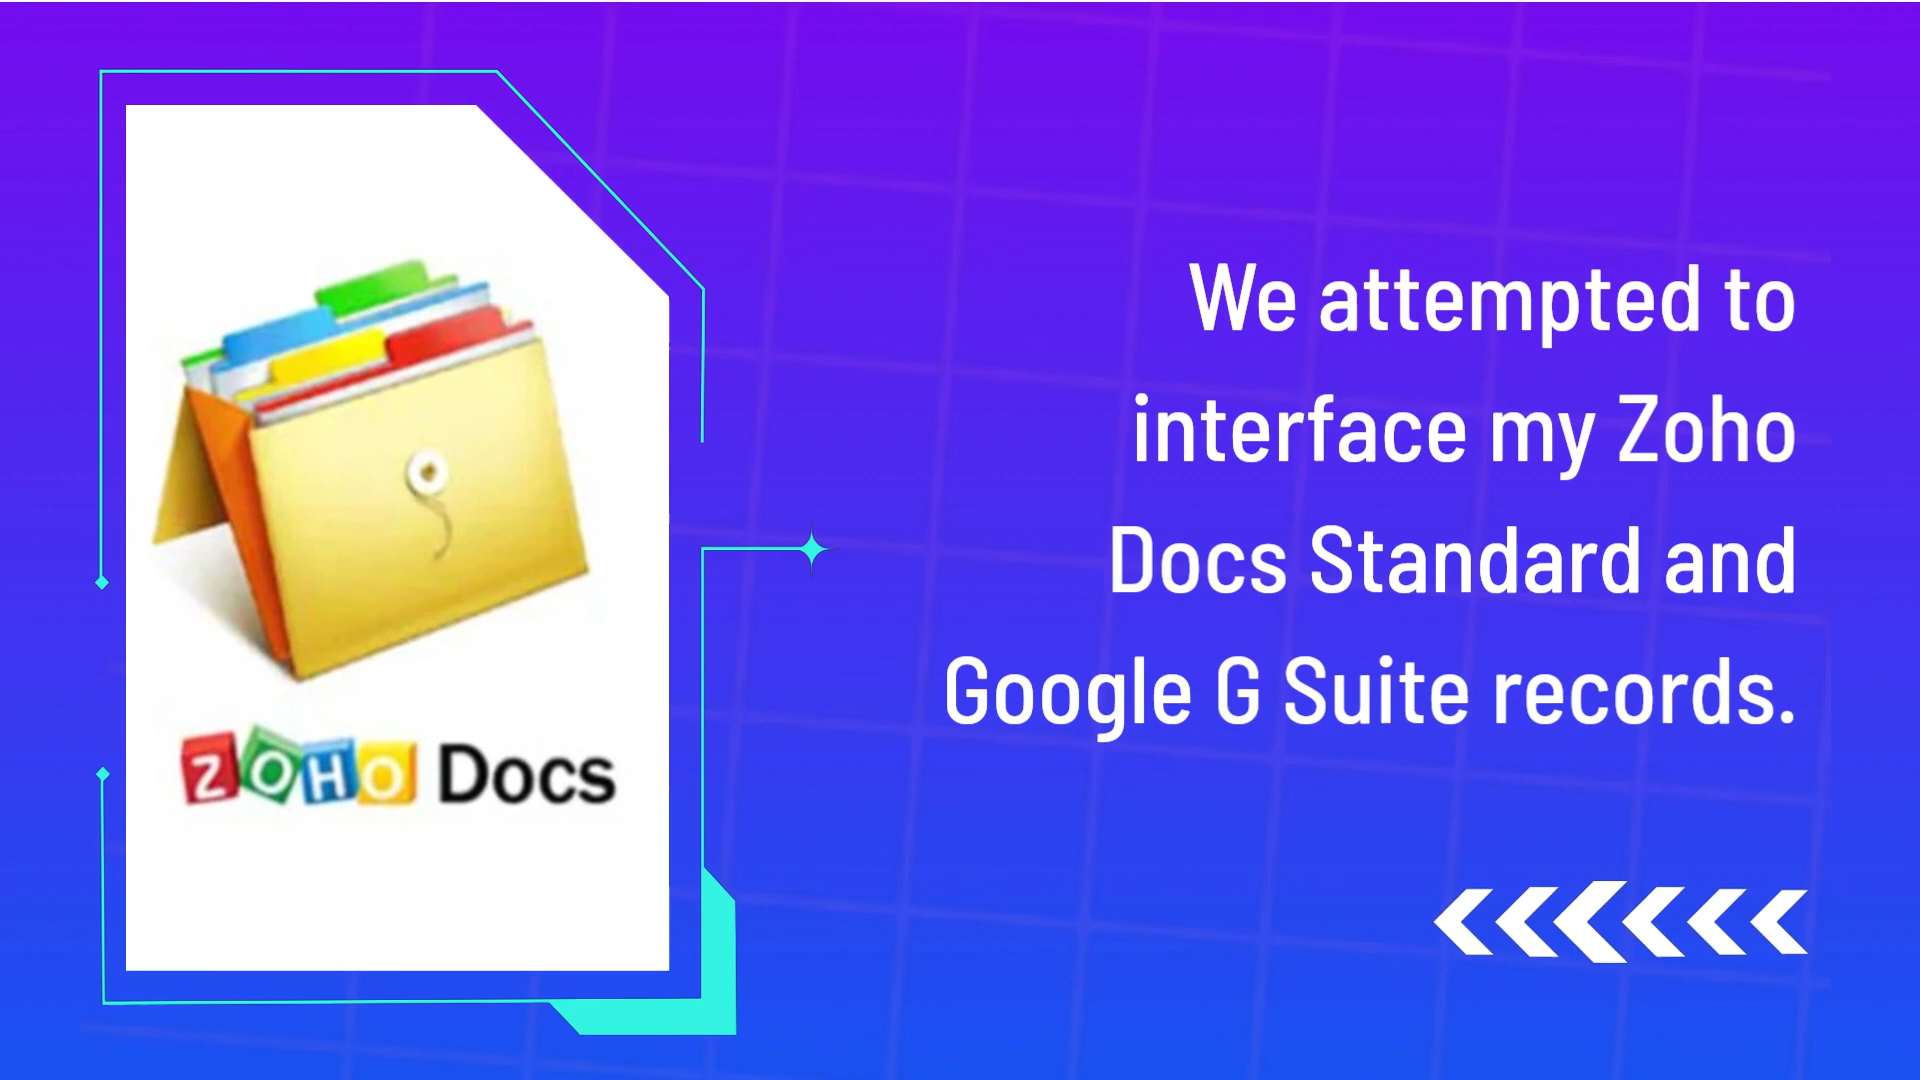 ZOHO Docs
We attempted to
interface my Zoho
Docs Standard and
Google G Suite records.